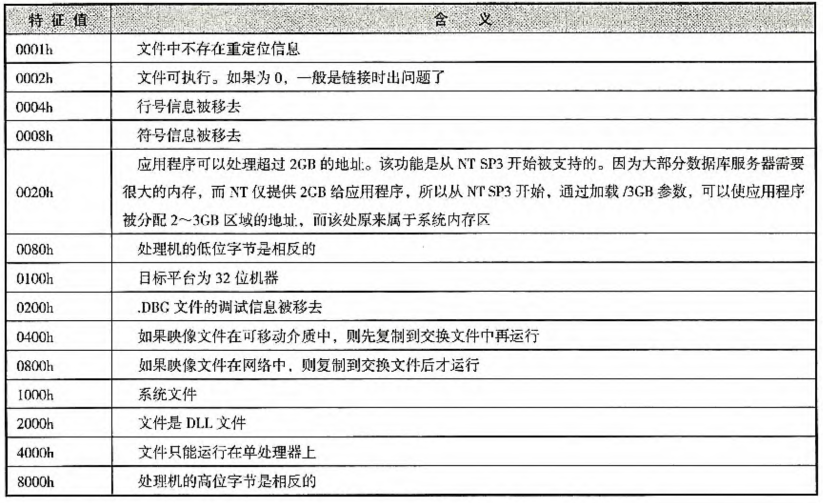 特征值 含义
0001h 文件中不存在重定位信息
0002h 文件可执行。如果为 0，一般是链接时出问题了
0004h 行号信息被移去
0008h 符号信息被移去
应用程序可以处理超过 2GB 的地址。该功能是从 NT SP3 开始被支持的。因为大部分数据库服务器需要
0020h 很大的内存，而 NT 仅提供 2GB 给应用程序，所以从 NT SP3 开始，通过加载 /3GB 参数，可以使应用程序
被分配 2～3GB 区域的地址，而该处原来属于系统内存区
0080h 处理机的低位字节是相反的
0100h 目标平台为 32 位机器
0200h .DBG 文件的调试信息被移去
0400h 如果映像文件在可移动介质中，则先复制到交换文件中再运行
0800h 如果映像文件在网络中，则复制到交换文件后才运行
1000h 系统文件
2000h 文件是 DLL 文件
4000h 文件只能运行在单处理器上
8000h 处理机的高位字节是相反的